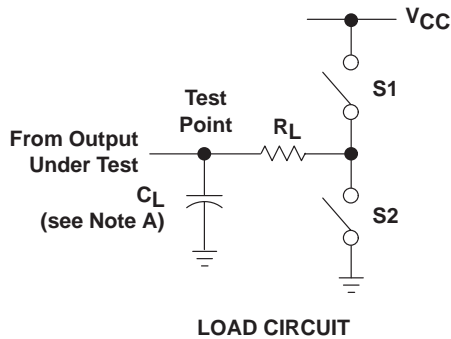 VCC
S1
Test
Point
RL
From Output
Under Test
CL
(see Note A)
S2
LOAD CIRCUIT